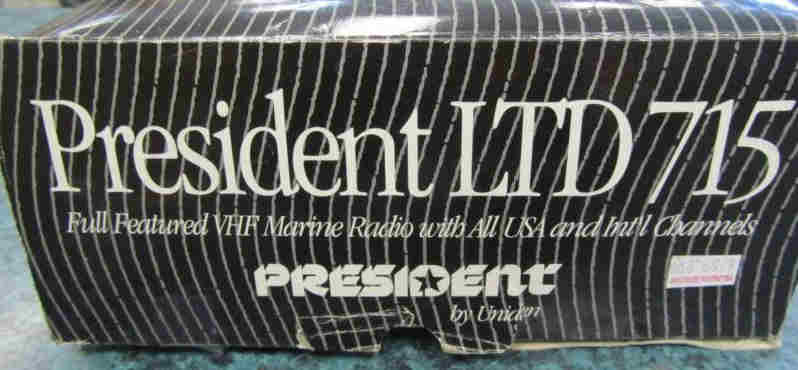 President LTD 715
Full Featured VHF Marine Radio with All USA and Int'l Channels
PRESIDENT
by Uniden